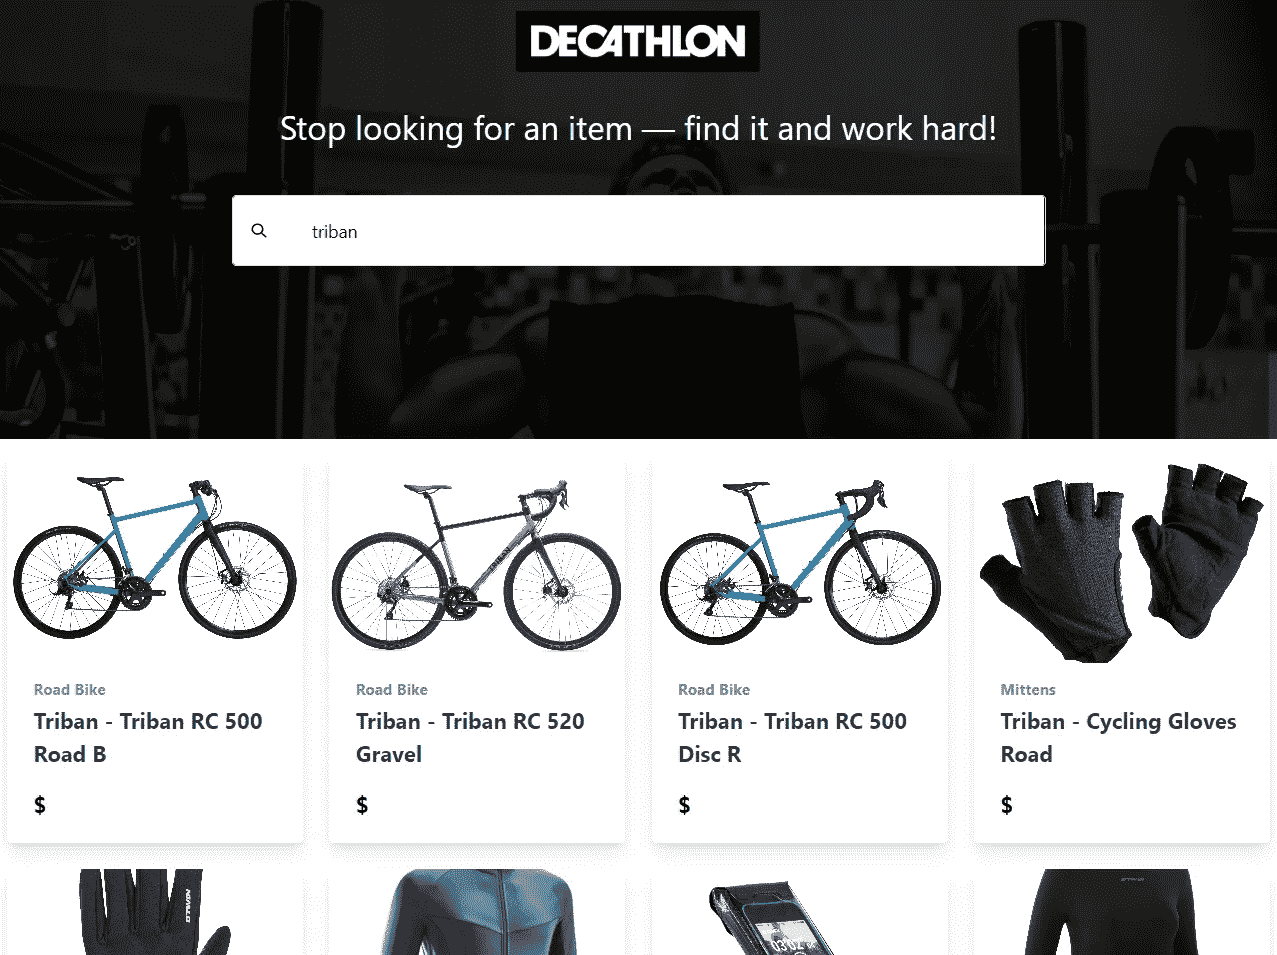 DECATHLON
Stop looking for an item — find it and work hard!
triban
Road Bike
Triban - Triban RC 500
Road B
$
Road Bike
Triban - Triban RC 520
Gravel
$
Road Bike
Triban - Triban RC 500
Disc R
$
Mittens
Triban - Cycling Gloves
Road
$